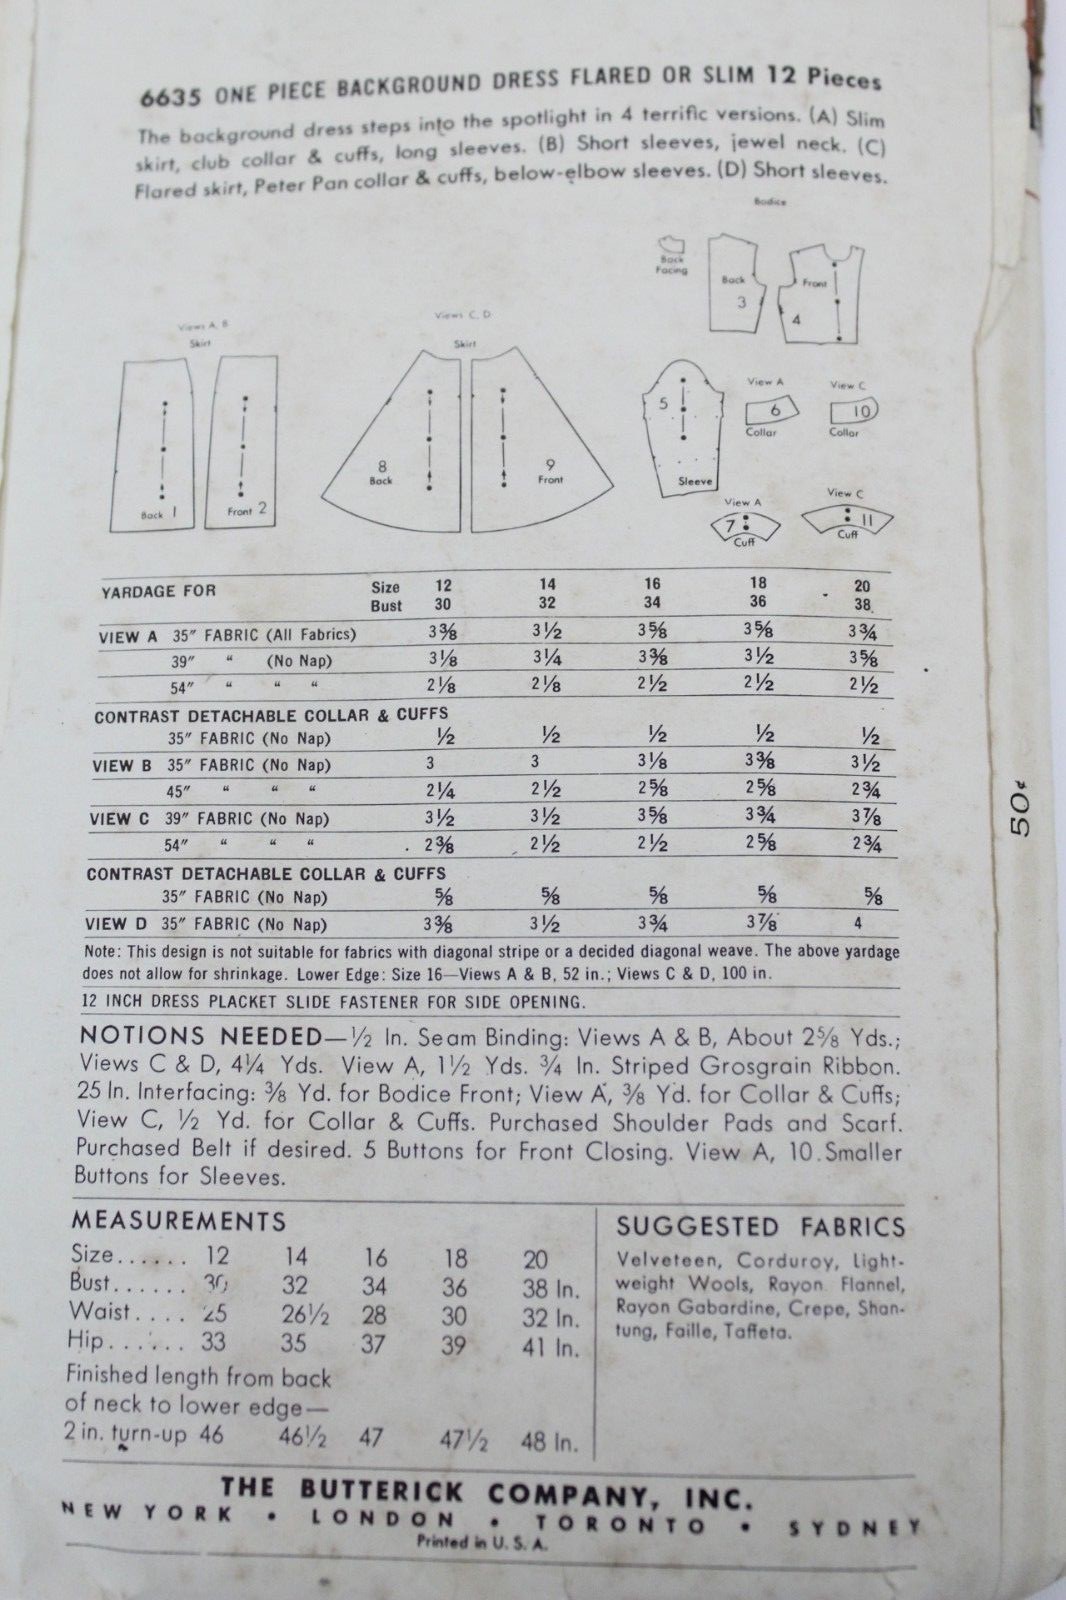 6635 ONE PIECE BACKGROUND DRESS FLARED OR SLIM 12 Pieces
The background dress steps into the spotlight in 4 terrific versions. (A) Slim
skirt, club collar & cuffs, long sleeves. (B) Short sleeves, jewel neck. (C)
Flared skirt, Peter Pan collar & cuffs, below-elbow sleeves. (D) Short sleeves.
Bodice
Back
Facing
Back
3
Front
4
Views A, B
Skirt
Views C, D
Skirt
Back 1
Front 2
8
Back
9
Front
5
Sleeve
View A
6
Collar
View C
10
Collar
View A
7
Cuff
View C
11
Cuff
YARDAGE FOR Size 12 14 16 18 20
Bust 30 32 34 36 38
VIEW A 35" FABRIC (All Fabrics) 3⅜ 3½ 3⅝ 3⅝ 3¾
39" " (No Nap) 3⅛ 3¼ 3⅜ 3½ 3⅝
54" " " " 2⅛ 2⅛ 2½ 2½ 2½
CONTRAST DETACHABLE COLLAR & CUFFS
35" FABRIC (No Nap) ½ ½ ½ ½ ½
VIEW B 35" FABRIC (No Nap) 3 3 3⅛ 3⅜ 3½
45" " " " 2¼ 2½ 2⅝ 2⅝ 2¾
VIEW C 39" FABRIC (No Nap) 3½ 3½ 3⅝ 3¾ 3⅞
54" " " " 2⅜ 2½ 2½ 2⅝ 2¾
CONTRAST DETACHABLE COLLAR & CUFFS
35" FABRIC (No Nap) ⅝ ⅝ ⅝ ⅝ ⅝
VIEW D 35" FABRIC (No Nap) 3⅜ 3½ 3¾ 3⅞ 4
Note: This design is not suitable for fabrics with diagonal stripe or a decided diagonal weave. The above yardage
does not allow for shrinkage. Lower Edge: Size 16—Views A & B, 52 in.; Views C & D, 100 in.
12 INCH DRESS PLACKET SLIDE FASTENER FOR SIDE OPENING.
NOTIONS NEEDED—½ In. Seam Binding: Views A & B, About 2⅝ Yds.;
Views C & D, 4¼ Yds. View A, 1½ Yds. ¾ In. Striped Grosgrain Ribbon.
25 In. Interfacing: ⅜ Yd. for Bodice Front; View A, ⅜ Yd. for Collar & Cuffs;
View C, ½ Yd. for Collar & Cuffs. Purchased Shoulder Pads and Scarf.
Purchased Belt if desired. 5 Buttons for Front Closing. View A, 10 Smaller
Buttons for Sleeves.
MEASUREMENTS
Size...... 12 14 16 18 20
Bust...... 30 32 34 36 38 In.
Waist.... 25 26½ 28 30 32 In.
Hip....... 33 35 37 39 41 In.
Finished length from back
of neck to lower edge—
2 in. turn-up 46 46½ 47 47½ 48 In.
SUGGESTED FABRICS
Velveteen, Corduroy, Light-
weight Wools, Rayon Flannel,
Rayon Gabardine, Crepe, Shan-
tung, Faille, Taffeta.
THE BUTTERICK COMPANY, INC.
NEW YORK • LONDON • TORONTO • SYDNEY
Printed in U. S. A.
50¢